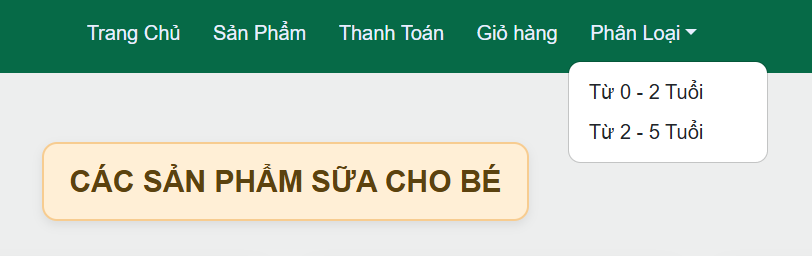 Trang Chủ Sản Phẩm Thanh Toán Giỏ hàng Phân Loại
Từ 0 - 2 Tuổi
Từ 2 - 5 Tuổi
CÁC SẢN PHẨM SỮA CHO BÉ